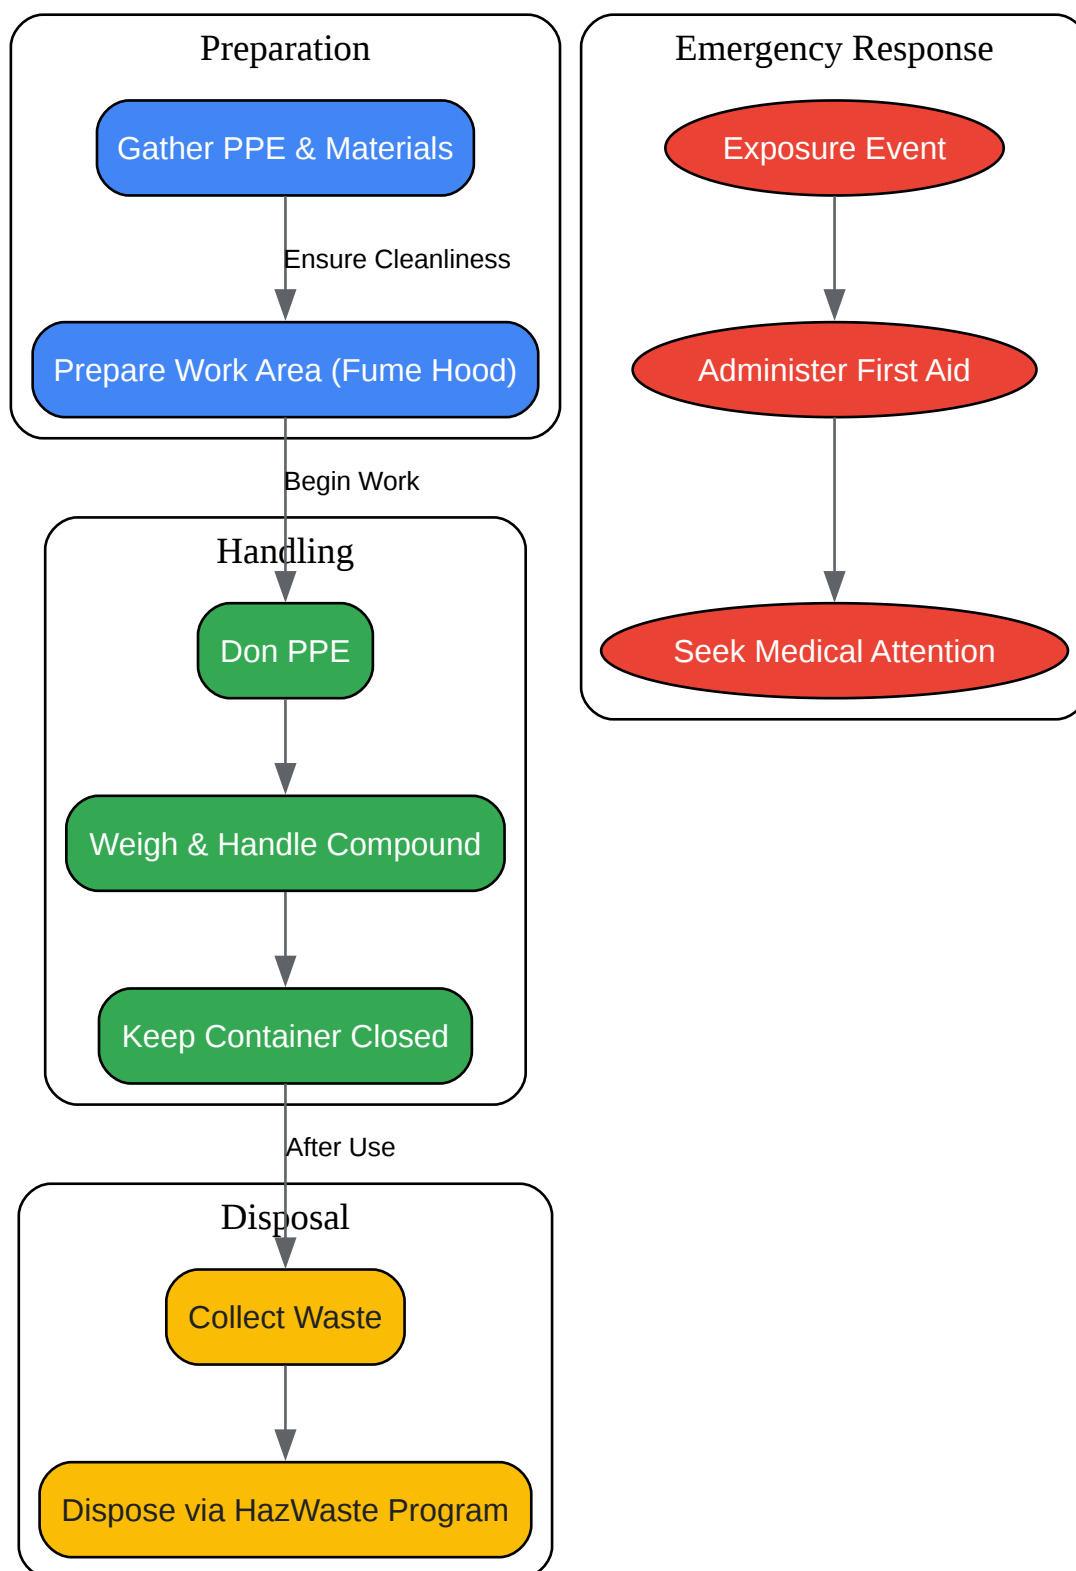 Preparation
Gather PPE & Materials
Ensure Cleanliness
Prepare Work Area (Fume Hood)
Begin Work
Handling
Don PPE
Weigh & Handle Compound
Keep Container Closed
After Use
Disposal
Collect Waste
Dispose via HazWaste Program
Emergency Response
Exposure Event
Administer First Aid
Seek Medical Attention